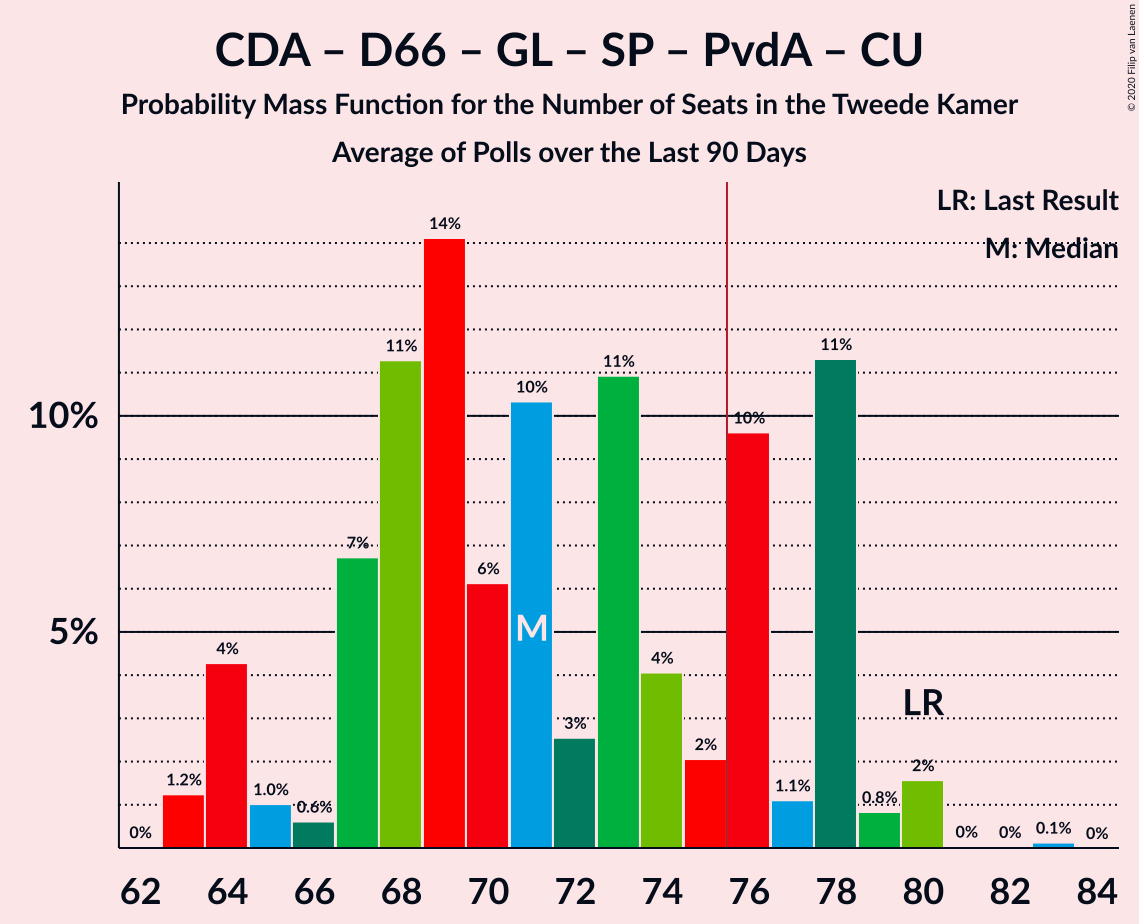 CDA – D66 – GL – SP – PvdA – CU
Probability Mass Function for the Number of Seats in the Tweede Kamer
Average of Polls over the Last 90 Days
© 2020 Filip van Laenen
LR: Last Result
M: Median
10%
5%
0%
1.2%
4%
1.0%
0.6%
7%
11%
14%
6%
10%
M
3%
11%
4%
2%
10%
1.1%
11%
0.8%
2%
LR
0%
0%
0.1%
0%
62 64 66 68 70 72 74 76 78 80 82 84